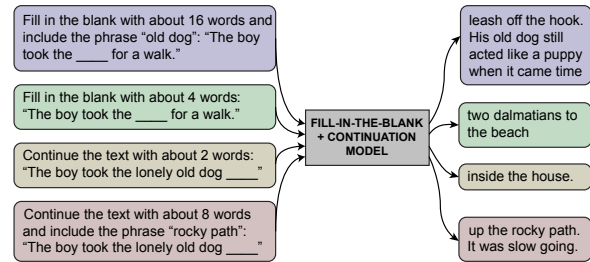 Fill in the blank with about 16 words and
include the phrase “old dog”: “The boy
took the ____ for a walk.”
Fill in the blank with about 4 words:
“The boy took the ____ for a walk.”
Continue the text with about 2 words:
“The boy took the lonely old dog ____”
Continue the text with about 8 words
and include the phrase “rocky path”:
“The boy took the lonely old dog ____”
FILL-IN-THE-BLANK
+ CONTINUATION
MODEL
leash off the hook.
His old dog still
acted like a puppy
when it came time
two dalmatians to
the beach
inside the house.
up the rocky path.
It was slow going.